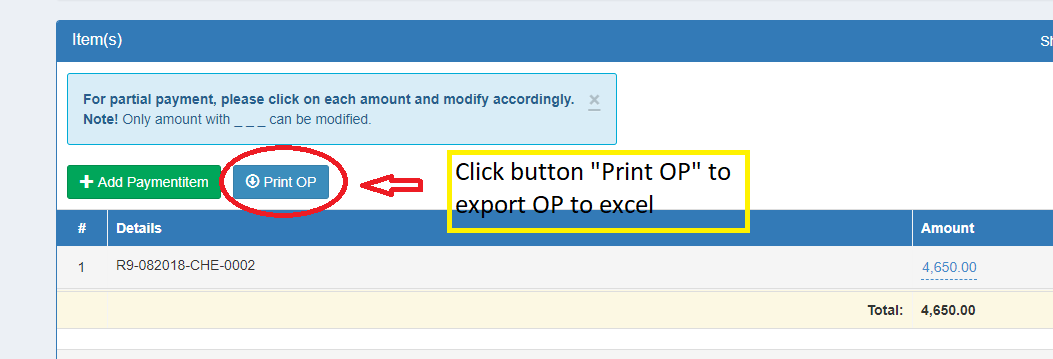 Item(s)
Sh
For partial payment, please click on each amount and modify accordingly. ×
Note! Only amount with _ _ _ can be modified.
Add Paymentitem Print OP
Click button "Print OP" to
export OP to excel
# Details Amount
1 R9-082018-CHE-0002 4,650.00
Total: 4,650.00